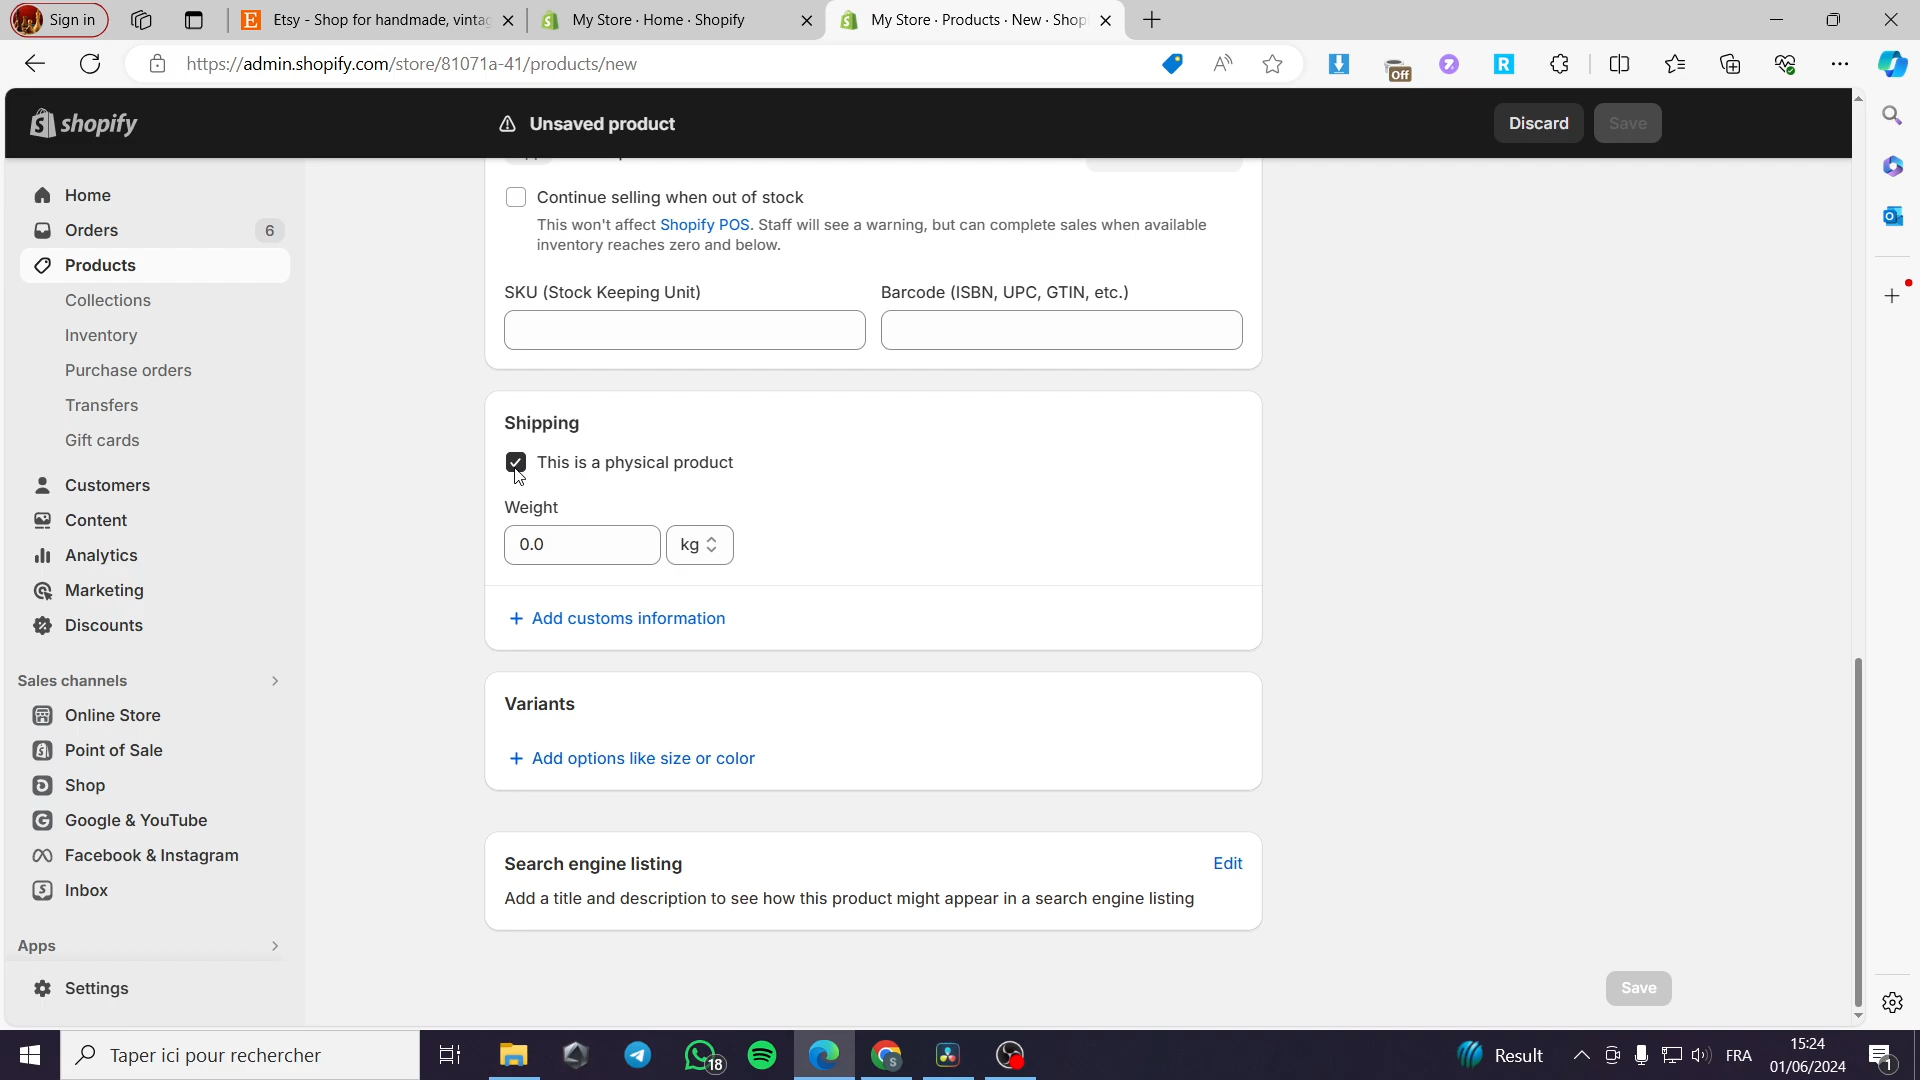 Sign in
Etsy - Shop for handmade, vintag
My Store · Home · Shopify
My Store · Products · New · Shop
https://admin.shopify.com/store/81071a-41/products/new
Off
shopify
Unsaved product
Discard
Save
Home
Orders
6
Products
Collections
Inventory
Purchase orders
Transfers
Gift cards
Customers
Content
Analytics
Marketing
Discounts
Sales channels
Online Store
Point of Sale
Shop
Google & YouTube
Facebook & Instagram
Inbox
Apps
Settings
Continue selling when out of stock
This won't affect Shopify POS. Staff will see a warning, but can complete sales when available
inventory reaches zero and below.
SKU (Stock Keeping Unit)
Barcode (ISBN, UPC, GTIN, etc.)
Shipping
This is a physical product
Weight
0.0
kg
+ Add customs information
Variants
+ Add options like size or color
Search engine listing
Edit
Add a title and description to see how this product might appear in a search engine listing
Save
Taper ici pour rechercher
18
Result
FRA
15:24
01/06/2024
1